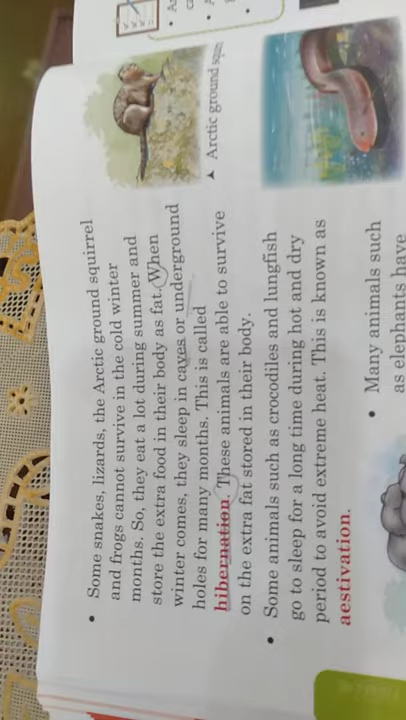 • Some snakes, lizards, the Arctic ground squirrel
and frogs cannot survive in the cold winter
months. So, they eat a lot during summer and
store the extra food in their body as fat. When
winter comes, they sleep in caves or underground
holes for many months. This is called
hibernation. These animals are able to survive
on the extra fat stored in their body.
• Some animals such as crocodiles and lungfish
go to sleep for a long time during hot and dry
period to avoid extreme heat. This is known as
aestivation.
• Many animals such
as elephants have
Arctic ground